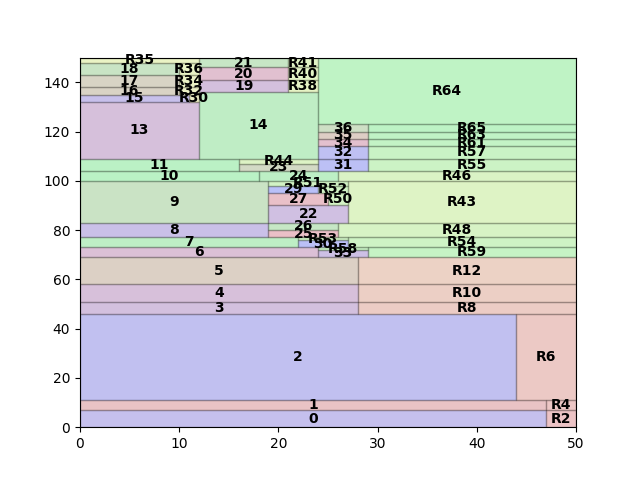 R35
21 R41
18 R36
20 R40
17 R34
19 R38
16 R32
15 R30
R64
13
14
36 R65
35 R63
34 R61
32 R57
11 R44
23 31 R55
10 24 R46
R51
29 R52
9 27 R50 R43
22
26
8 25 R48
R53
7 30 R54
R58
6 33 R59
5 R12
4 R10
3 R8
2 R6
1 R4
0 R2
140
120
100
80
60
40
20
0
0 10 20 30 40 50